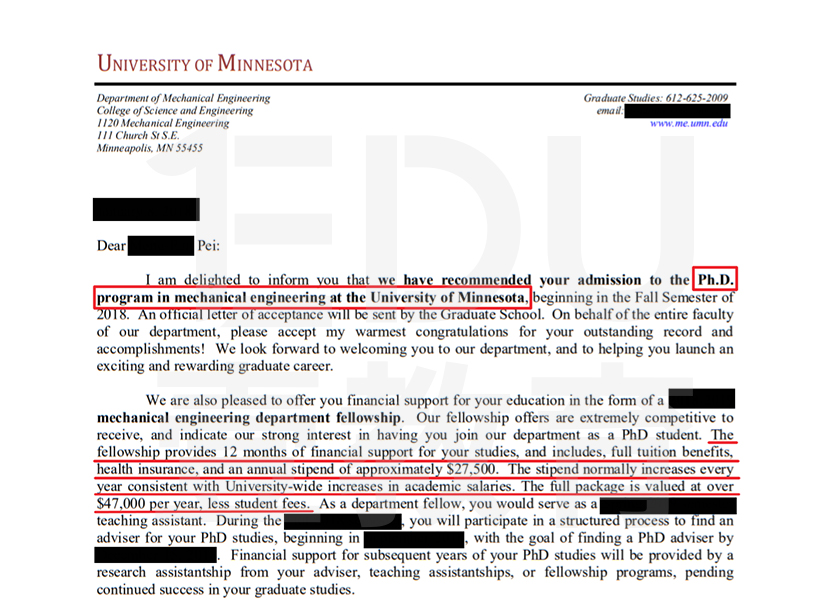 UNIVERSITY OF MINNESOTA
Department of Mechanical Engineering
College of Science and Engineering
1120 Mechanical Engineering
111 Church St S.E.
Minneapolis, MN 55455
Graduate Studies: 612-625-2009
email:
www.me.umn.edu
1EDU
Dear Pei:
I am delighted to inform you that we have recommended your admission to the Ph.D.
program in mechanical engineering at the University of Minnesota, beginning in the Fall Semester of
2018. An official letter of acceptance will be sent by the Graduate School. On behalf of the entire faculty
of our department, please accept my warmest congratulations for your outstanding record and
accomplishments! We look forward to welcoming you to our department, and to helping you launch an
exciting and rewarding graduate career.
We are also pleased to offer you financial support for your education in the form of a
mechanical engineering department fellowship. Our fellowship offers are extremely competitive to
receive, and indicate our strong interest in having you join our department as a PhD student. The
fellowship provides 12 months of financial support for your studies, and includes, full tuition benefits,
health insurance, and an annual stipend of approximately $27,500. The stipend normally increases every
year consistent with University-wide increases in academic salaries. The full package is valued at over
$47,000 per year, less student fees. As a department fellow, you would serve as a
teaching assistant. During the , you will participate in a structured process to find an
adviser for your PhD studies, beginning in , with the goal of finding a PhD adviser by
. Financial support for subsequent years of your PhD studies will be provided by a
research assistantship from your adviser, teaching assistantships, or fellowship programs, pending
continued success in your graduate studies.